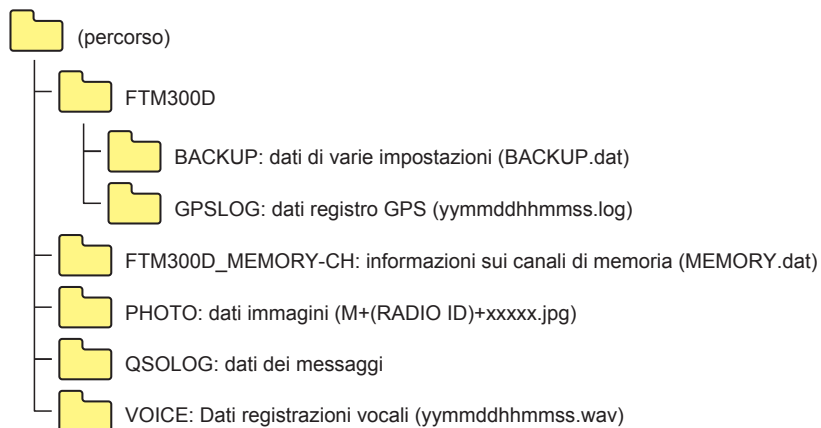 (percorso)
FTM300D
BACKUP: dati di varie impostazioni (BACKUP.dat)
GPSLOG: dati registro GPS (yymmddhhmmss.log)
FTM300D_MEMORY-CH: informazioni sui canali di memoria (MEMORY.dat)
PHOTO: dati immagini (M+(RADIO ID)+xxxxx.jpg)
QSOLOG: dati dei messaggi
VOICE: Dati registrazioni vocali (yymmddhhmmss.wav)